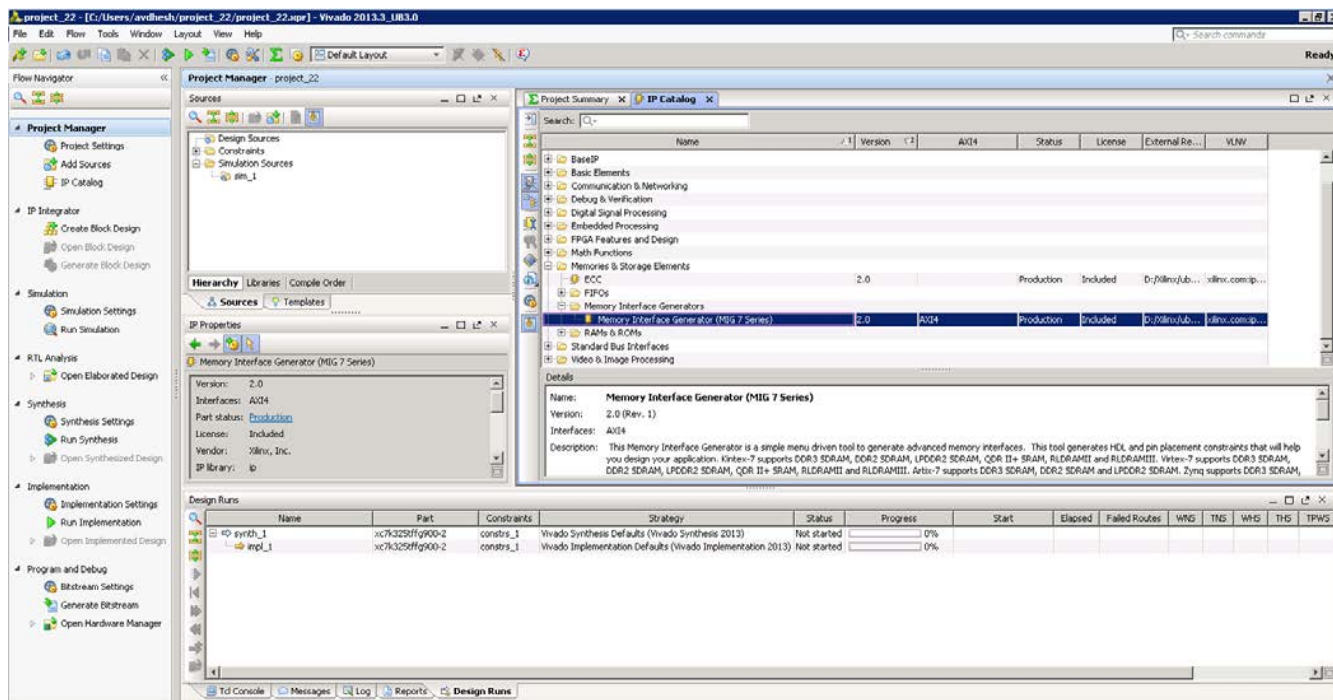 project_22 - [C:/Users/avdhesh/project_22/project_22.xpr] - Vivado 2013.3_UB3.0
File Edit Flow Tools Window Layout View Help
Search commands
Default Layout
Ready
Flow Navigator
Project Manager
Project Settings
Add Sources
IP Catalog
IP Integrator
Create Block Design
Open Block Design
Generate Block Design
Simulation
Simulation Settings
Run Simulation
RTL Analysis
Open Elaborated Design
Synthesis
Synthesis Settings
Run Synthesis
Open Synthesized Design
Implementation
Implementation Settings
Run Implementation
Open Implemented Design
Program and Debug
Bitstream Settings
Generate Bitstream
Open Hardware Manager
Project Manager - project_22
Sources
Design Sources
Constraints
Simulation Sources
sim_1
Hierarchy Libraries Compile Order
Sources Templates
IP Properties
Memory Interface Generator (MIG 7 Series)
Version: 2.0
Interfaces: AXI4
Part status: Production
License: Included
Vendor: Xilinx, Inc.
IP library: ip
Project Summary IP Catalog
Search:
Name Version AXI4 Status License External Re... VLNV
BaseIP
Basic Elements
Communication & Networking
Debug & Verification
Digital Signal Processing
Embedded Processing
FPGA Features and Design
Math Functions
Memories & Storage Elements
ECC 2.0 Production Included D:/Xilinx/ub... xilinx.com:ip...
FIFOs
Memory Interface Generators
Memory Interface Generator (MIG 7 Series) 2.0 AXI4 Production Included D:/Xilinx/ub... xilinx.com:ip...
RAMs & ROMs
Standard Bus Interfaces
Video & Image Processing
Details
Name: Memory Interface Generator (MIG 7 Series)
Version: 2.0 (Rev. 1)
Interfaces: AXI4
Description: This Memory Interface Generator is a simple menu driven tool to generate advanced memory interfaces. This tool generates HDL and pin placement constraints that will help
you design your application. Kintex-7 supports DDR3 SDRAM, DDR2 SDRAM, LPDDR2 SDRAM, QDR II+ SRAM, RLDRAMII and RLDRAMIII. Virtex-7 supports DDR3 SDRAM,
DDR2 SDRAM, LPDDR2 SDRAM, QDR II+ SRAM, RLDRAMII and RLDRAMIII. Artix-7 supports DDR3 SDRAM, DDR2 SDRAM and LPDDR2 SDRAM. Zynq supports DDR3 SDRAM,
Design Runs
Name Part Constraints Strategy Status Progress Start Elapsed Failed Routes WNS TNS WHS THS TPWS
synth_1 xc7k325tffg900-2 constrs_1 Vivado Synthesis Defaults (Vivado Synthesis 2013) Not started 0%
impl_1 xc7k325tffg900-2 constrs_1 Vivado Implementation Defaults (Vivado Implementation 2013) Not started 0%
Tcl Console Messages Log Reports Design Runs